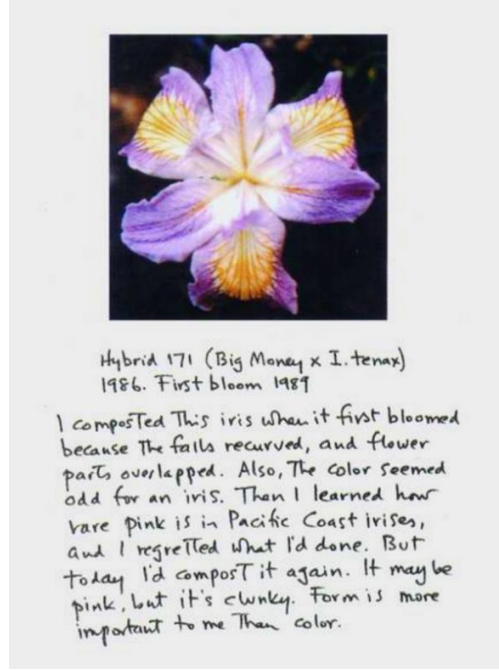 Hybrid 171 (Big Money x I. tenax)
1986. First bloom 1989
I composted This iris when it first bloomed
because The falls recurved, and flower
parts overlapped. Also, The color seemed
odd for an iris. Then I learned how
rare pink is in Pacific Coast irises,
and I regretted what I'd done. But
today I'd compost it again. It may be
pink, but it's clunky. Form is more
important to me Than color.